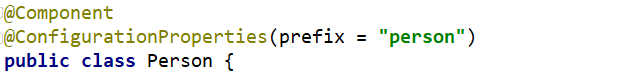 @Component
@ConfigurationProperties(prefix = "person")
public class Person {